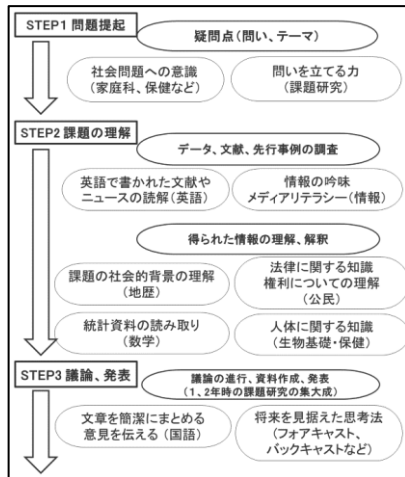 STEP1 問題提起
疑問点(問い、テーマ)
社会問題への意識
(家庭科、保健など)
問いを立てる力
(課題研究)
STEP2 課題の理解
データ、文献、先行事例の調査
英語で書かれた文献や
ニュースの読解(英語)
情報の吟味
メディアリテラシー(情報)
得られた情報の理解、解釈
課題の社会的背景の理解
(地歴)
法律に関する知識
権利についての理解
(公民)
統計資料の読み取り
(数学)
人体に関する知識
(生物基礎・保健)
STEP3 議論、発表
議論の進行、資料作成、発表
(1、2年時の課題研究の集大成)
文章を簡潔にまとめる
意見を伝える(国語)
将来を見据えた思考法
(フォアキャスト、
バックキャストなど)